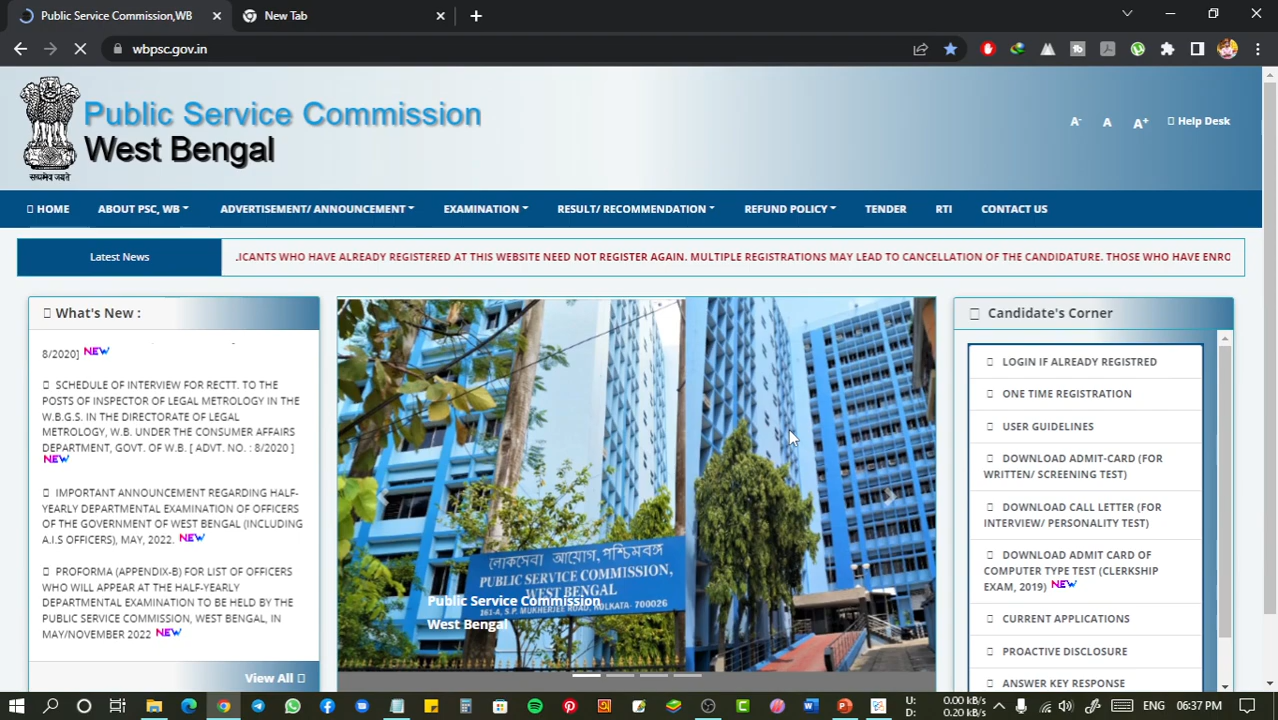 Public Service Commission,WB
New Tab
wbpsc.gov.in
Public Service Commission
West Bengal
सत्यमेव जयते
A-
A
A+
Help Desk
HOME
ABOUT PSC, WB
ADVERTISEMENT/ ANNOUNCEMENT
EXAMINATION
RESULT/ RECOMMENDATION
REFUND POLICY
TENDER
RTI
CONTACT US
Latest News
.ICANTS WHO HAVE ALREADY REGISTERED AT THIS WEBSITE NEED NOT REGISTER AGAIN. MULTIPLE REGISTRATIONS MAY LEAD TO CANCELLATION OF THE CANDIDATURE. THOSE WHO HAVE ENRO
What's New :
8/2020] NEW
SCHEDULE OF INTERVIEW FOR RECTT. TO THE
POSTS OF INSPECTOR OF LEGAL METROLOGY IN THE
W.B.G.S. IN THE DIRECTORATE OF LEGAL
METROLOGY, W.B. UNDER THE CONSUMER AFFAIRS
DEPARTMENT, GOVT. OF W.B. [ ADVT. NO. : 8/2020 ]
NEW
IMPORTANT ANNOUNCEMENT REGARDING HALF-
YEARLY DEPARTMENTAL EXAMINATION OF OFFICERS
OF THE GOVERNMENT OF WEST BENGAL (INCLUDING
A.I.S OFFICERS), MAY, 2022. NEW
PROFORMA (APPENDIX-B) FOR LIST OF OFFICERS
WHO WILL APPEAR AT THE HALF-YEARLY
DEPARTMENTAL EXAMINATION TO BE HELD BY THE
PUBLIC SERVICE COMMISSION, WEST BENGAL, IN
MAY/NOVEMBER 2022 NEW
View All
লোকসেবা আয়োগ, পশ্চিমবঙ্গ
PUBLIC SERVICE COMMISSION,
WEST BENGAL
161-A, S.P. MUKHERJEE ROAD, KOLKATA- 700026
Public Service Commission
West Bengal
Candidate's Corner
LOGIN IF ALREADY REGISTRED
ONE TIME REGISTRATION
USER GUIDELINES
DOWNLOAD ADMIT-CARD (FOR
WRITTEN/ SCREENING TEST)
DOWNLOAD CALL LETTER (FOR
INTERVIEW/ PERSONALITY TEST)
DOWNLOAD ADMIT CARD OF
COMPUTER TYPE TEST (CLERKSHIP
EXAM, 2019) NEW
CURRENT APPLICATIONS
PROACTIVE DISCLOSURE
ANSWER KEY RESPONSE
U: 0.00 kB/s
D: 0.20 kB/s
ENG
06:37 PM